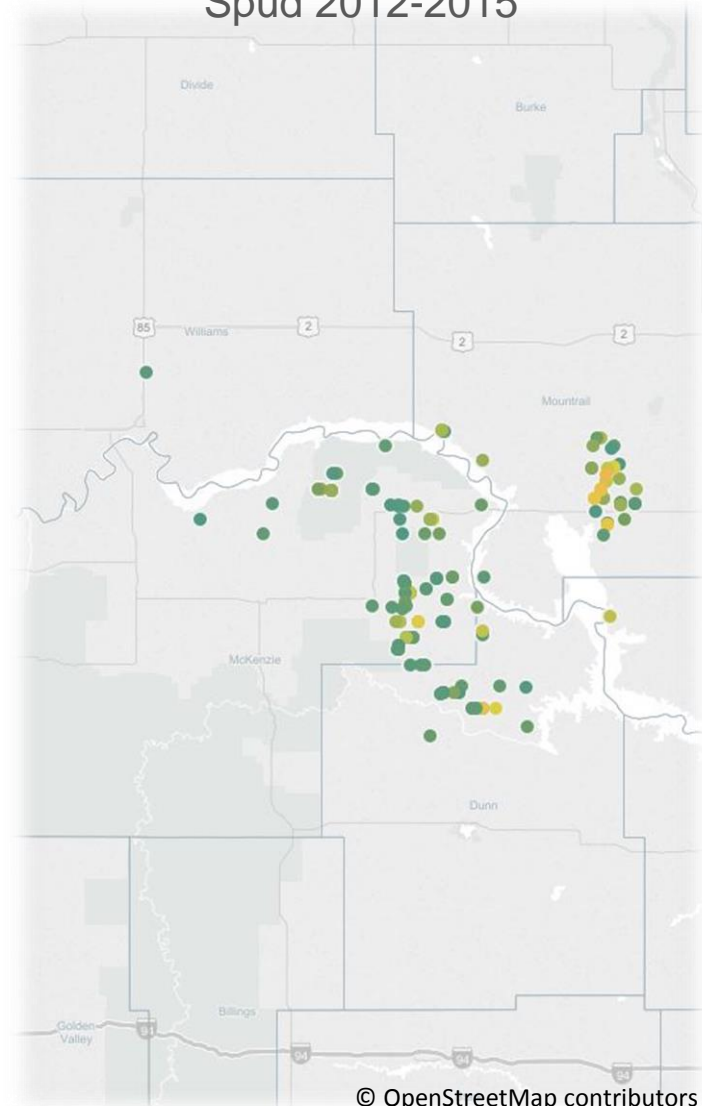 Spud 2012-2015
Divide
Burke
85
Williams
2
2
2
Mountrail
McKenzie
Dunn
Billings
Golden
Valley
94
94
94
94
© OpenStreetMap contributors